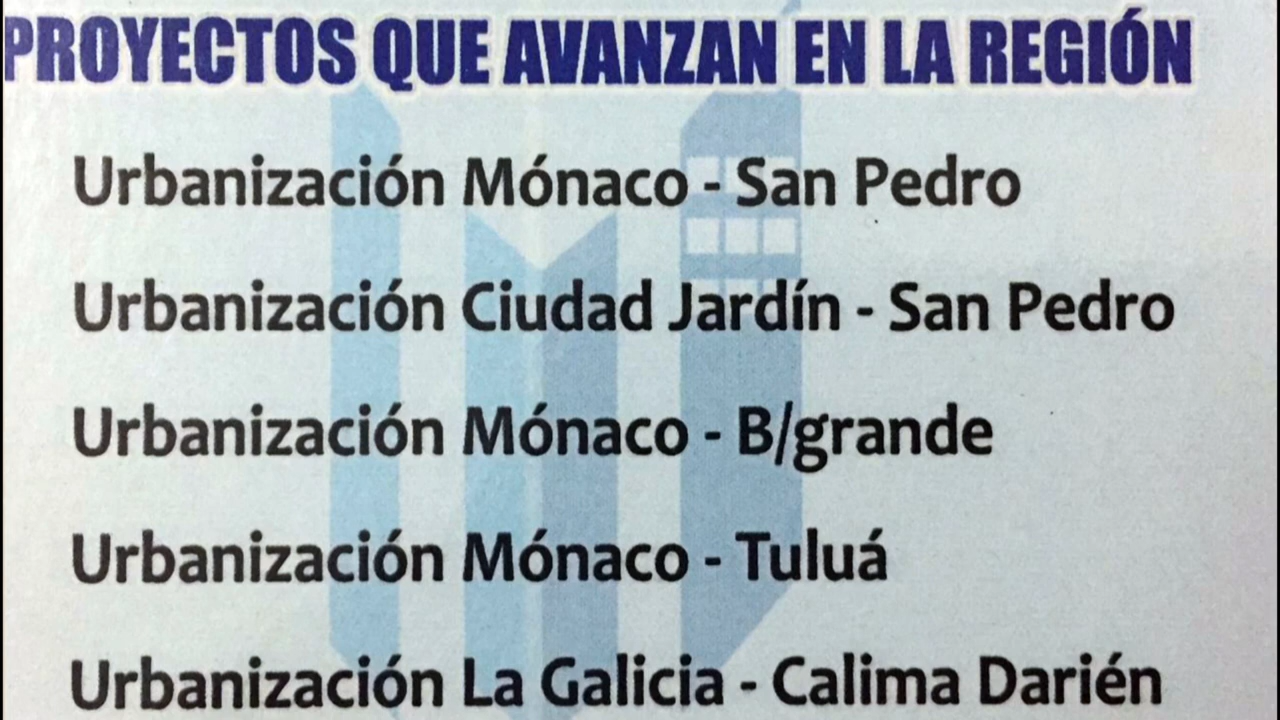 PROYECTOS QUE AVANZAN EN LA REGIÓN
Urbanización Mónaco - San Pedro
Urbanización Ciudad Jardín - San Pedro
Urbanización Mónaco - B/grande
Urbanización Mónaco - Tuluá
Urbanización La Galicia - Calima Darién